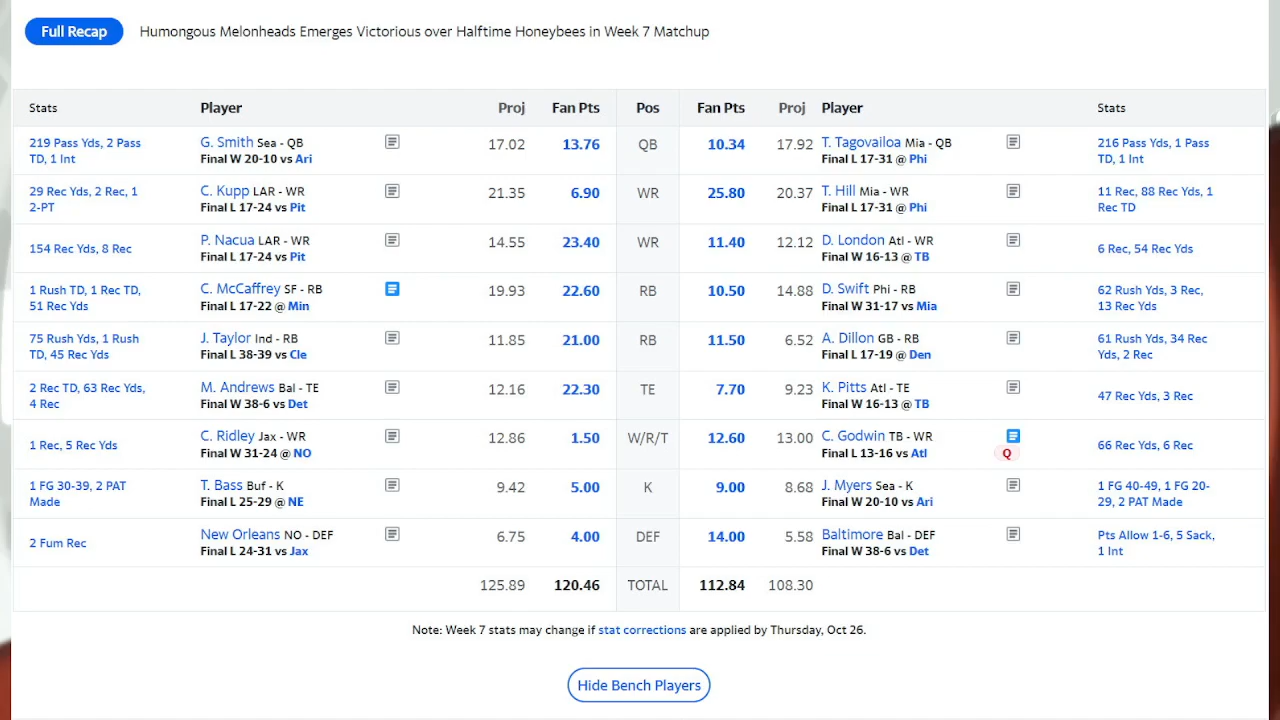 Full Recap Humongous Melonheads Emerges Victorious over Halftime Honeybees in Week 7 Matchup
Stats Player Proj Fan Pts Pos Fan Pts Proj Player Stats
219 Pass Yds, 2 Pass TD, 1 Int G. Smith Sea - QB Final W 20-10 vs Ari 17.02 13.76 QB 10.34 17.92 T. Tagovailoa Mia - QB Final L 17-31 @ Phi 216 Pass Yds, 1 Pass TD, 1 Int
29 Rec Yds, 2 Rec, 1 2-PT C. Kupp LAR - WR Final L 17-24 vs Pit 21.35 6.90 WR 25.80 20.37 T. Hill Mia - WR Final L 17-31 @ Phi 11 Rec, 88 Rec Yds, 1 Rec TD
154 Rec Yds, 8 Rec P. Nacua LAR - WR Final L 17-24 vs Pit 14.55 23.40 WR 11.40 12.12 D. London Atl - WR Final W 16-13 @ TB 6 Rec, 54 Rec Yds
1 Rush TD, 1 Rec TD, 51 Rec Yds C. McCaffrey SF - RB Final L 17-22 @ Min 19.93 22.60 RB 10.50 14.88 D. Swift Phi - RB Final W 31-17 vs Mia 62 Rush Yds, 3 Rec, 13 Rec Yds
75 Rush Yds, 1 Rush TD, 45 Rec Yds J. Taylor Ind - RB Final L 38-39 vs Cle 11.85 21.00 RB 11.50 6.52 A. Dillon GB - RB Final L 17-19 @ Den 61 Rush Yds, 34 Rec Yds, 2 Rec
2 Rec TD, 63 Rec Yds, 4 Rec M. Andrews Bal - TE Final W 38-6 vs Det 12.16 22.30 TE 7.70 9.23 K. Pitts Atl - TE Final W 16-13 @ TB 47 Rec Yds, 3 Rec
1 Rec, 5 Rec Yds C. Ridley Jax - WR Final W 31-24 @ NO 12.86 1.50 W/R/T 12.60 13.00 C. Godwin TB - WR Final L 13-16 vs Atl Q 66 Rec Yds, 6 Rec
1 FG 30-39, 2 PAT Made T. Bass Buf - K Final L 25-29 @ NE 9.42 5.00 K 9.00 8.68 J. Myers Sea - K Final W 20-10 vs Ari 1 FG 40-49, 1 FG 20-29, 2 PAT Made
2 Fum Rec New Orleans NO - DEF Final L 24-31 vs Jax 6.75 4.00 DEF 14.00 5.58 Baltimore Bal - DEF Final W 38-6 vs Det Pts Allow 1-6, 5 Sack, 1 Int
125.89 120.46 TOTAL 112.84 108.30
Note: Week 7 stats may change if stat corrections are applied by Thursday, Oct 26.
Hide Bench Players